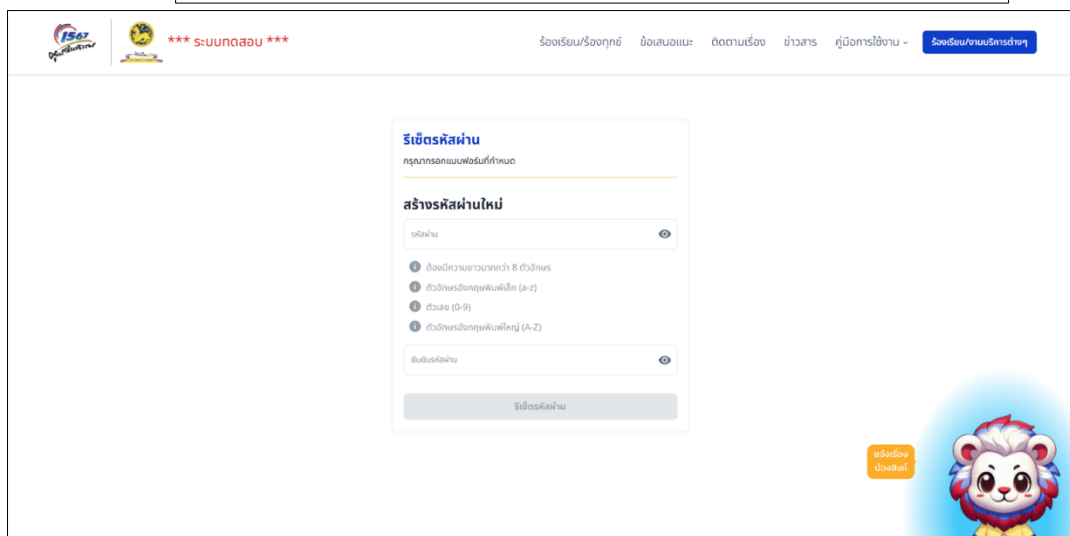 1567
*** ระบบทดสอบ ***
ร้องเรียน/ร้องทุกข์ ข้อเสนอแนะ ติดตามเรื่อง ข่าวสาร คู่มือการใช้งาน ร้องเรียน/งานบริการต่างๆ
รีเซ็ตรหัสผ่าน
กรุณากรอกแบบฟอร์มที่กำหนด
สร้างรหัสผ่านใหม่
รหัสผ่าน
ต้องมีความยาวมากกว่า 8 ตัวอักษร
ตัวอักษรอังกฤษพิมพ์เล็ก (a-z)
ตัวเลข (0-9)
ตัวอักษรอังกฤษพิมพ์ใหญ่ (A-Z)
ยืนยันรหัสผ่าน
รีเซ็ตรหัสผ่าน
แจ้งเรื่อง
น้องสิงห์